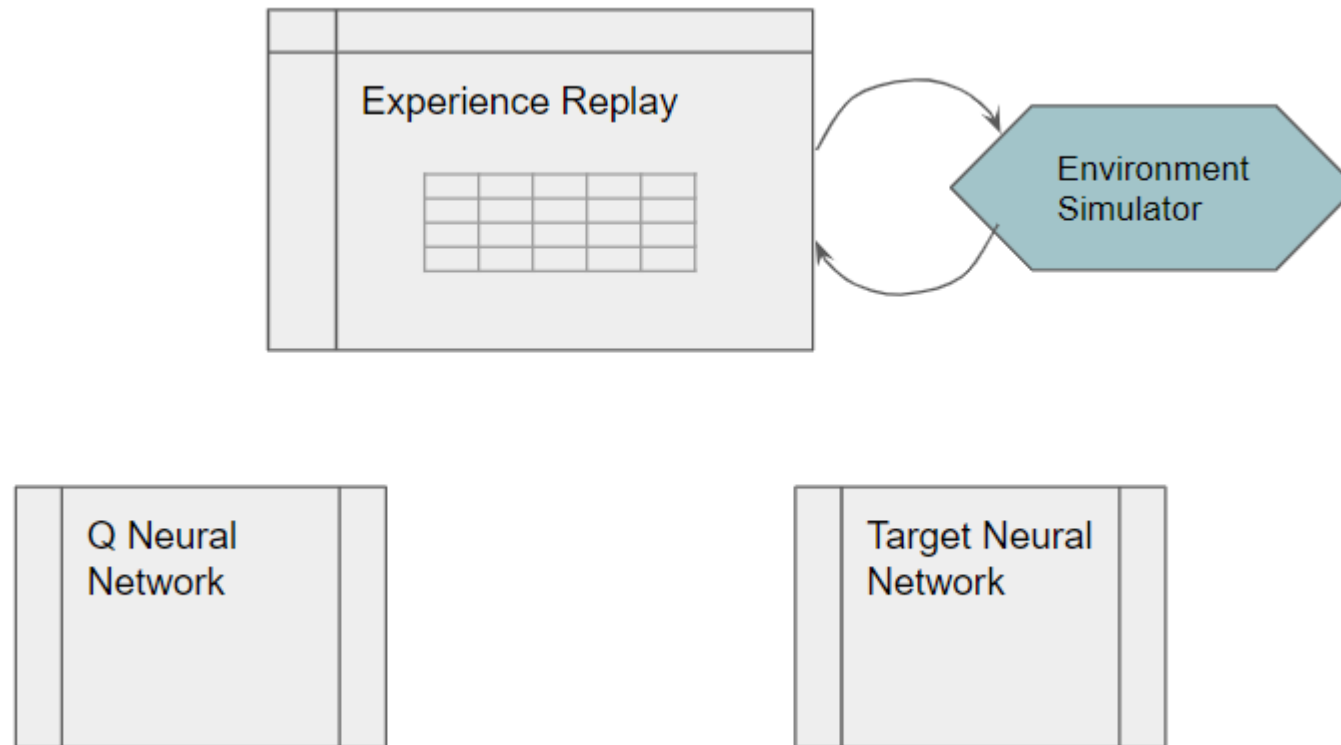 Experience Replay
Environment
Simulator
Q Neural
Network
Target Neural
Network